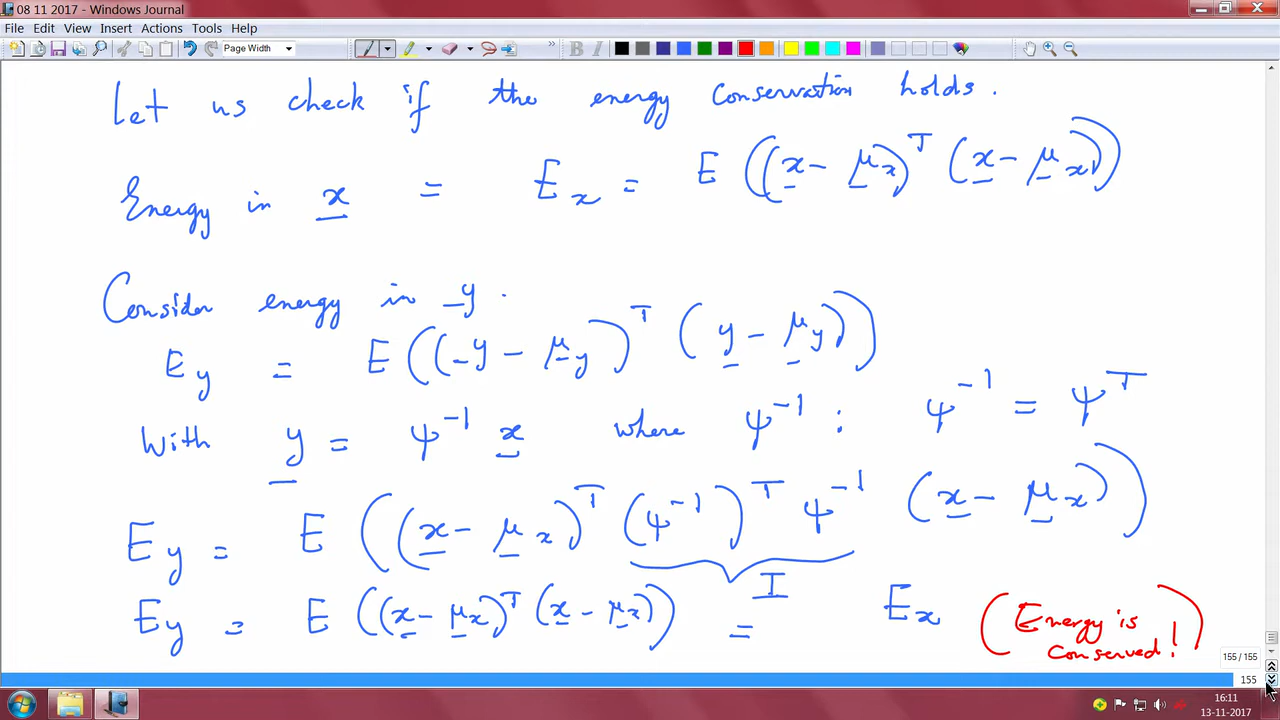 08 11 2017 - Windows Journal
File Edit View Insert Actions Tools Help
Page Width
Let us check if the energy conservation holds.
Energy in x = E_x = E((x - μ_x)^T (x - μ_x))
Consider energy in y.
E_y = E((y - μ_y)^T (y - μ_y))
With y = ψ^-1 x where ψ^-1 : ψ^-1 = ψ^T
E_y = E((x - μ_x)^T (ψ^-1)^T ψ^-1 (x - μ_x))
I
E_y = E((x - μ_x)^T (x - μ_x)) = E_x (Energy is
conserved!)
155 / 155
155
16:11
13-11-2017